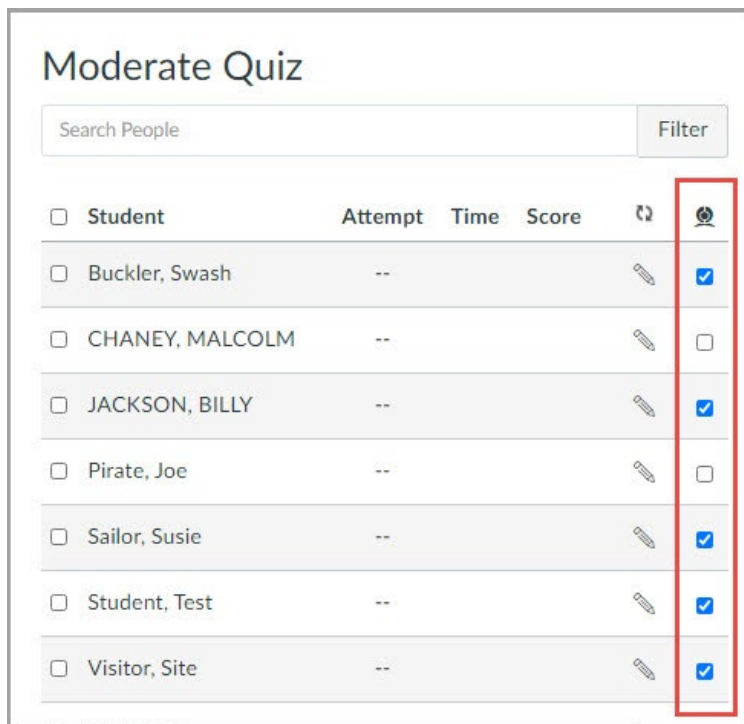 Moderate Quiz
Search People Filter
Student Attempt Time Score
Buckler, Swash --
CHANEY, MALCOLM --
JACKSON, BILLY --
Pirate, Joe --
Sailor, Susie --
Student, Test --
Visitor, Site --